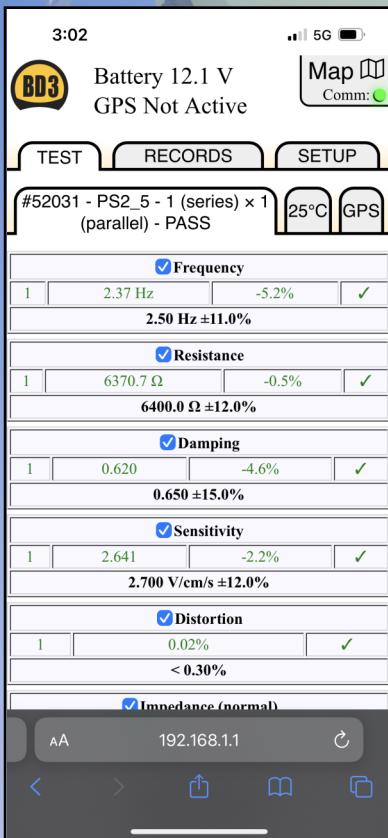 3:02
5G
BD3
Battery 12.1 V
GPS Not Active
Map
Comm:
TEST
RECORDS
SETUP
#52031 - PS2_5 - 1 (series) × 1
(parallel) - PASS
25°C
GPS
Frequency
1 2.37 Hz -5.2% ✓
2.50 Hz ±11.0%
Resistance
1 6370.7 Ω -0.5% ✓
6400.0 Ω ±12.0%
Damping
1 0.620 -4.6% ✓
0.650 ±15.0%
Sensitivity
1 2.641 -2.2% ✓
2.700 V/cm/s ±12.0%
Distortion
1 0.02% ✓
< 0.30%
Impedance (normal)
AA
192.168.1.1